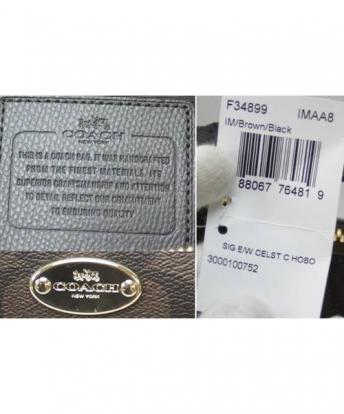 COACH
NEW YORK
THIS IS A COACH BAG. IT WAS HANDCRAFTED
FROM THE FINEST MATERIALS. ITS
SUPERIOR CRAFTSMANSHIP AND ATTENTION
TO DETAIL REFLECT OUR COMMITMENT
TO ENDURING QUALITY.
COACH
NEW YORK
F34899 IMAA8
IM/Brown/Black
88067 76481 9
SIG E/W CELST C HOBO
3000100752